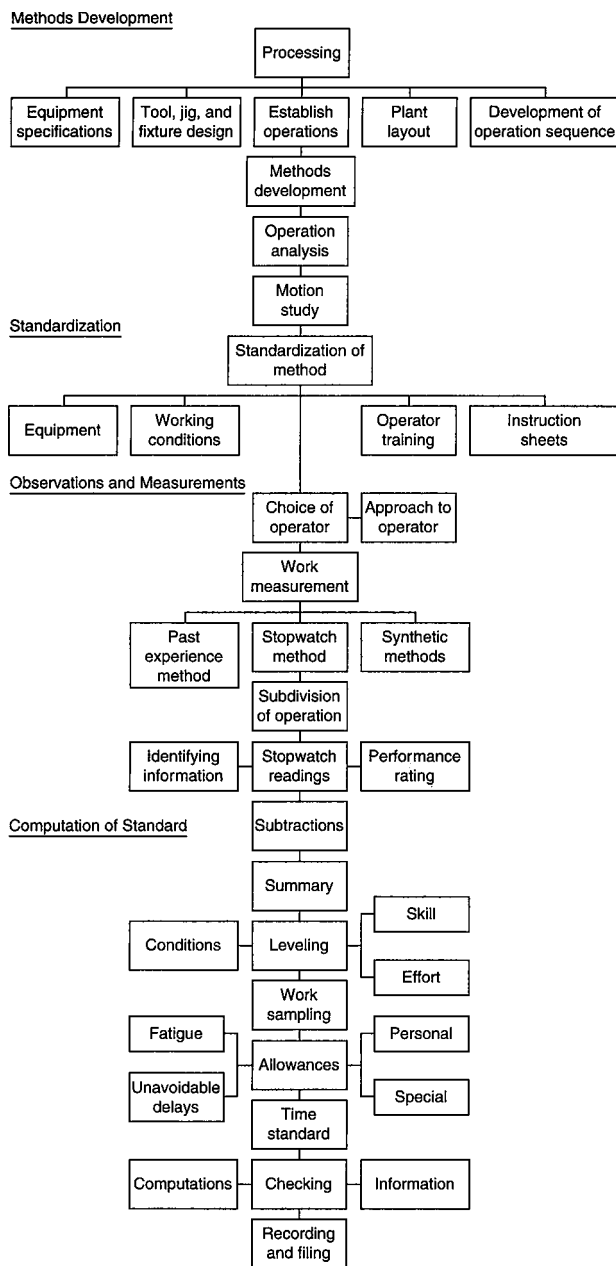 Methods Development
Processing
Equipment
specifications
Tool, jig, and
fixture design
Establish
operations
Plant
layout
Development of
operation sequence
Methods
development
Operation
analysis
Motion
study
Standardization
Standardization of
method
Equipment
Working
conditions
Operator
training
Instruction
sheets
Observations and Measurements
Choice of
operator
Approach to
operator
Work
measurement
Past
experience
method
Stopwatch
method
Synthetic
methods
Subdivision
of operation
Identifying
information
Stopwatch
readings
Performance
rating
Computation of Standard
Subtractions
Summary
Skill
Conditions
Leveling
Effort
Work
sampling
Fatigue
Personal
Allowances
Unavoidable
delays
Special
Time
standard
Computations
Checking
Information
Recording
and filing